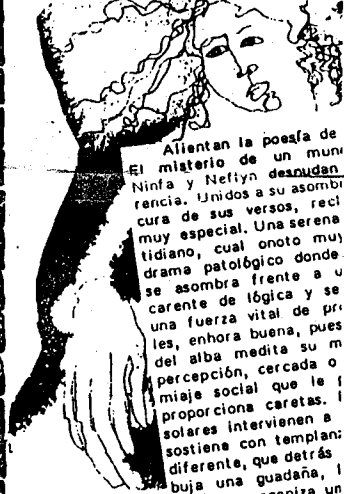 Alientan la poesía de
El misterio de un mun
Ninfa y Neftyn desnudan
rencia. Unidos a su asombr
cura de sus versos, recl
muy especial. Una serena
tidiano, cual onoto muy
drama patológico donde
se asombra frente a u
carente de lógica y se
una fuerza vital de pr
les, enhora buena, pues
del alba medita su m
percepción, cercada o
miaje social que le p
proporciona caretas.
solares intervienen a
sostiene con templan
diferente, que detrás
buja una guadaña, l